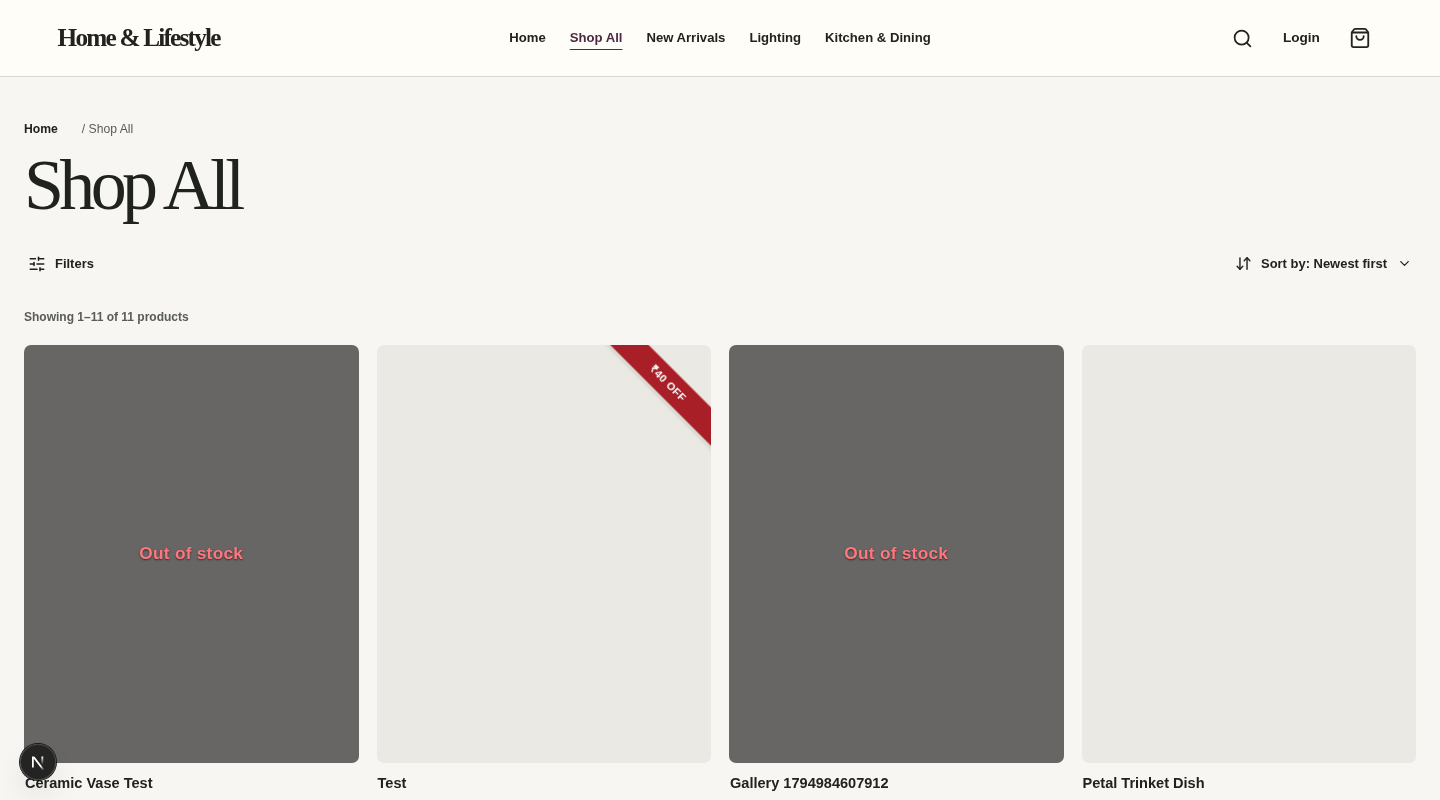 Home & Lifestyle
Home
Shop All
New Arrivals
Lighting
Kitchen & Dining
Login
Home / Shop All
Shop All
Filters
Sort by: Newest first
Showing 1–11 of 11 products
Out of stock
₹40 OFF
Out of stock
N
Ceramic Vase Test
Test
Gallery 1794984607912
Petal Trinket Dish